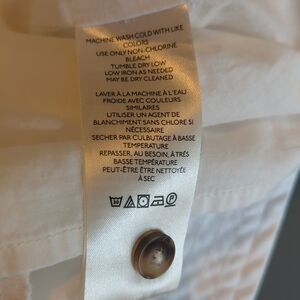 MACHINE WASH COLD WITH LIKE
COLORS
USE ONLY NON-CHLORINE
BLEACH
TUMBLE DRY LOW
LOW IRON AS NEEDED
MAY BE DRY CLEANED
LAVER À LA MACHINE À L'EAU
FROIDE AVEC COULEURS
SIMILAIRES
UTILISER UN AGENT DE
BLANCHIMENT SANS CHLORE SI
NÉCESSAIRE
SECHER PAR CULBUTAGE À BASSE
TEMPERATURE
REPASSER, AU BESOIN, À TRÈS
BASSE TEMPÉRATURE
PEUT-ÊTRE ÊTRE NETTOYÉE
À SEC